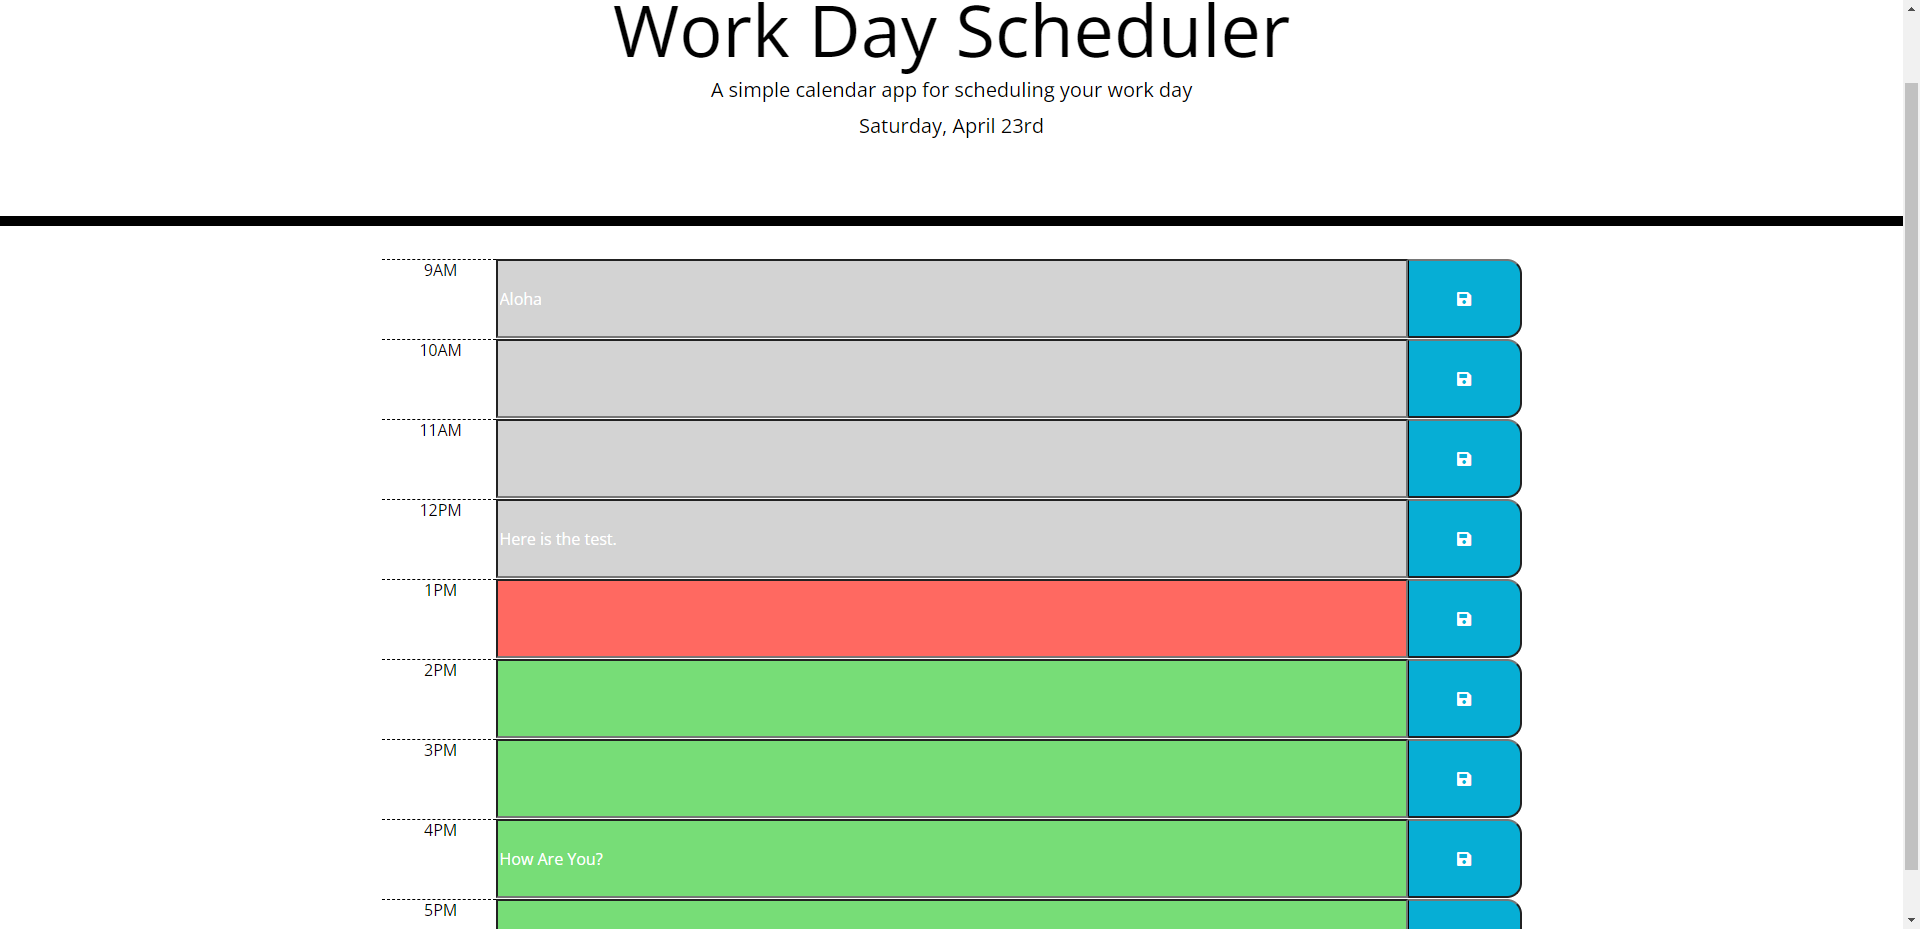 Work Day Scheduler
A simple calendar app for scheduling your work day
Saturday, April 23rd
9AM
Aloha
10AM
11AM
12PM
Here is the test.
1PM
2PM
3PM
4PM
How Are You?
5PM